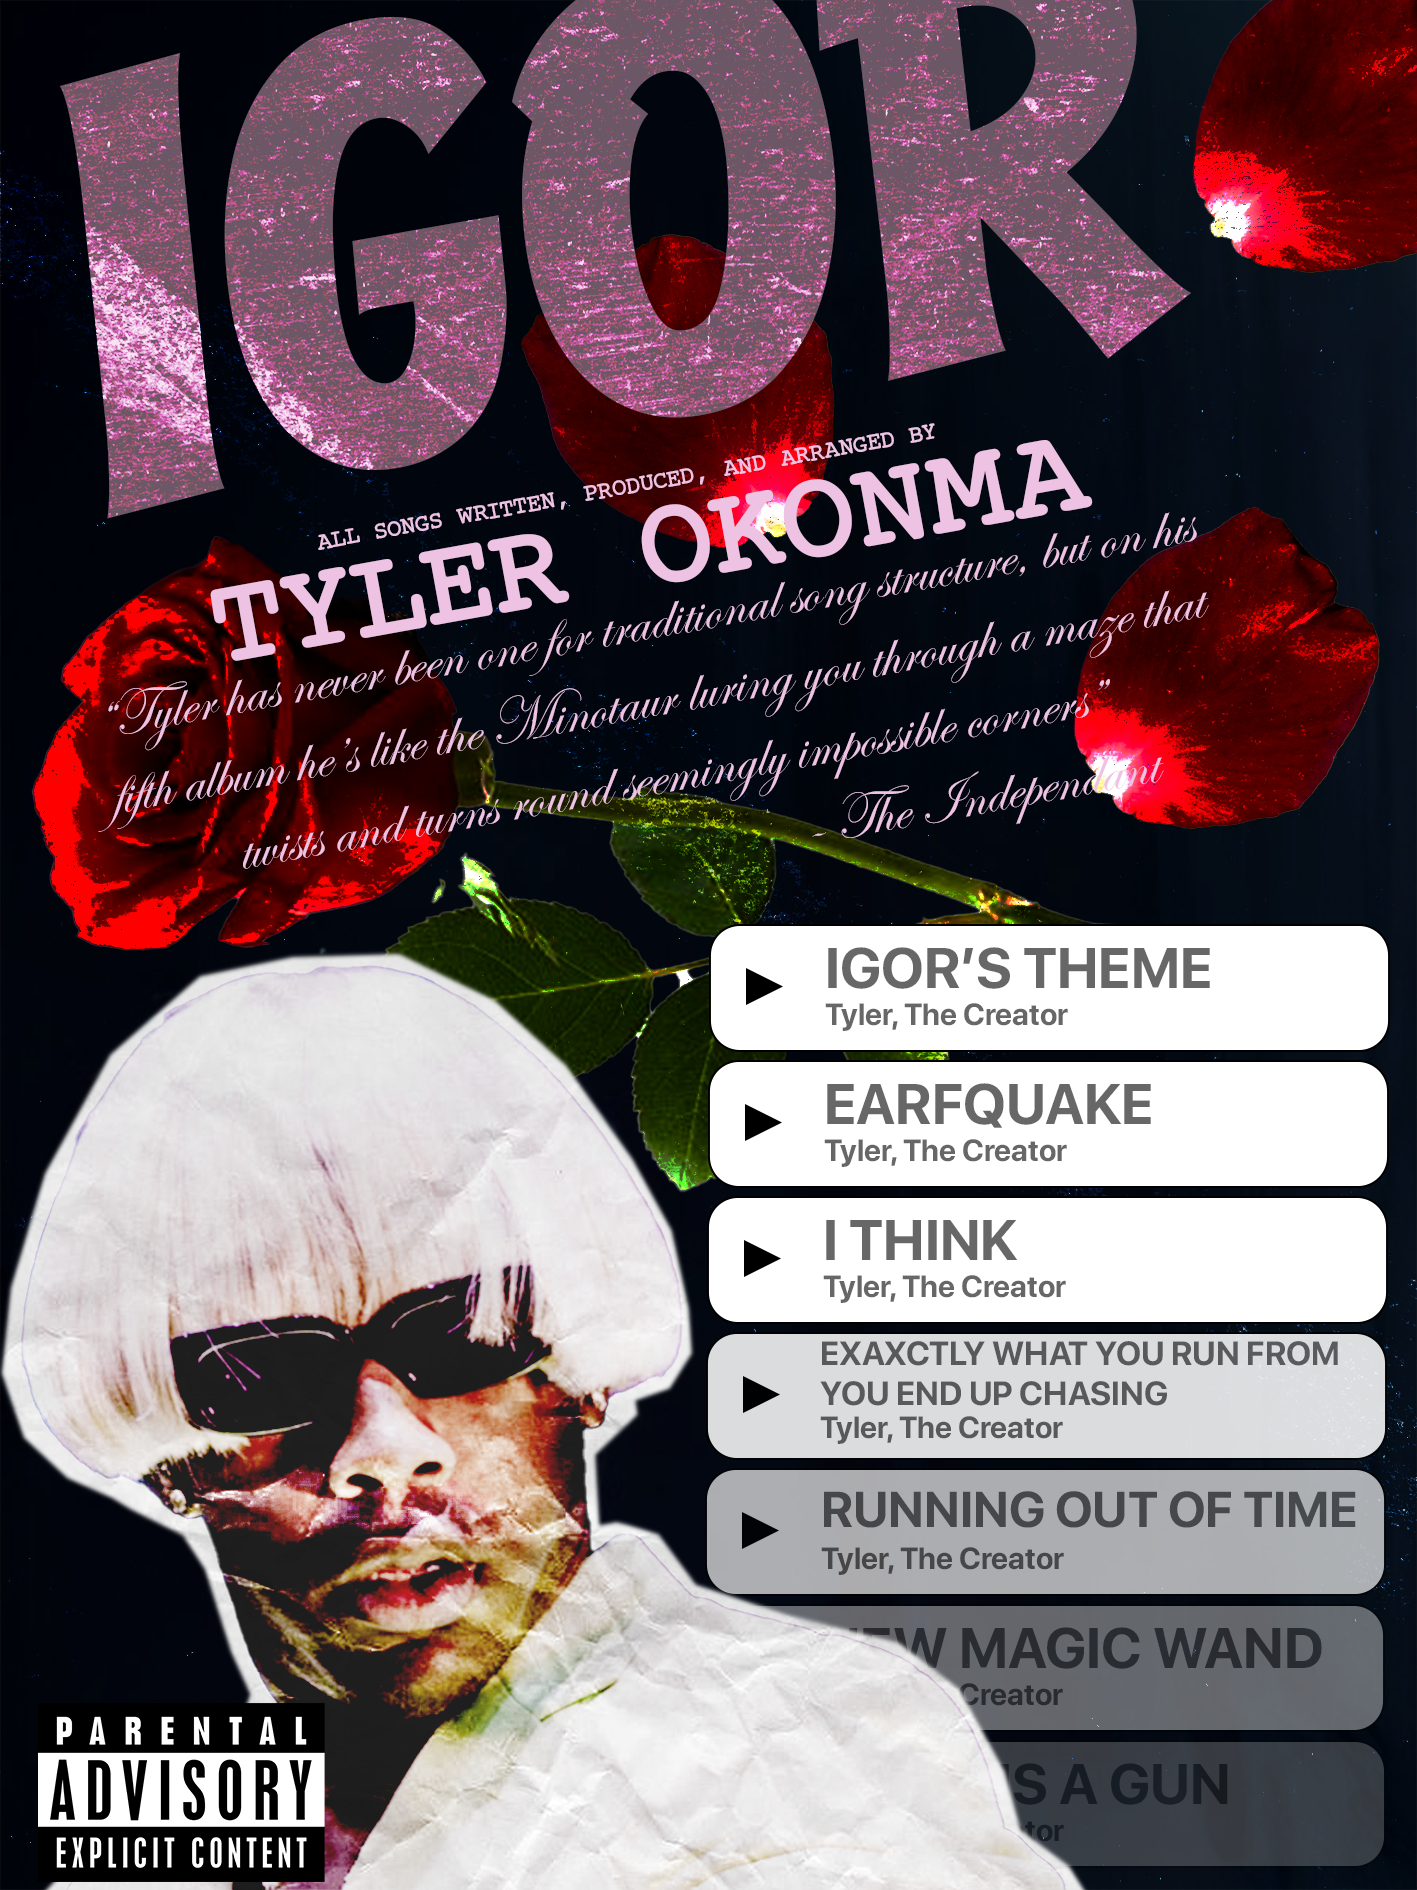 IGOR
ALL SONGS WRITTEN, PRODUCED, AND ARRANGED BY
TYLER OKONMA
“Tyler has never been one for traditional song structure, but on his
fifth album he’s like the Minotaur luring you through a maze that
twists and turns round seemingly impossible corners”
- The Independant
IGOR’S THEME
Tyler, The Creator
EARFQUAKE
Tyler, The Creator
I THINK
Tyler, The Creator
EXAXCTLY WHAT YOU RUN FROM
YOU END UP CHASING
Tyler, The Creator
RUNNING OUT OF TIME
Tyler, The Creator
MAGIC WAND
Creator
A GUN
PARENTAL
ADVISORY
EXPLICIT CONTENT